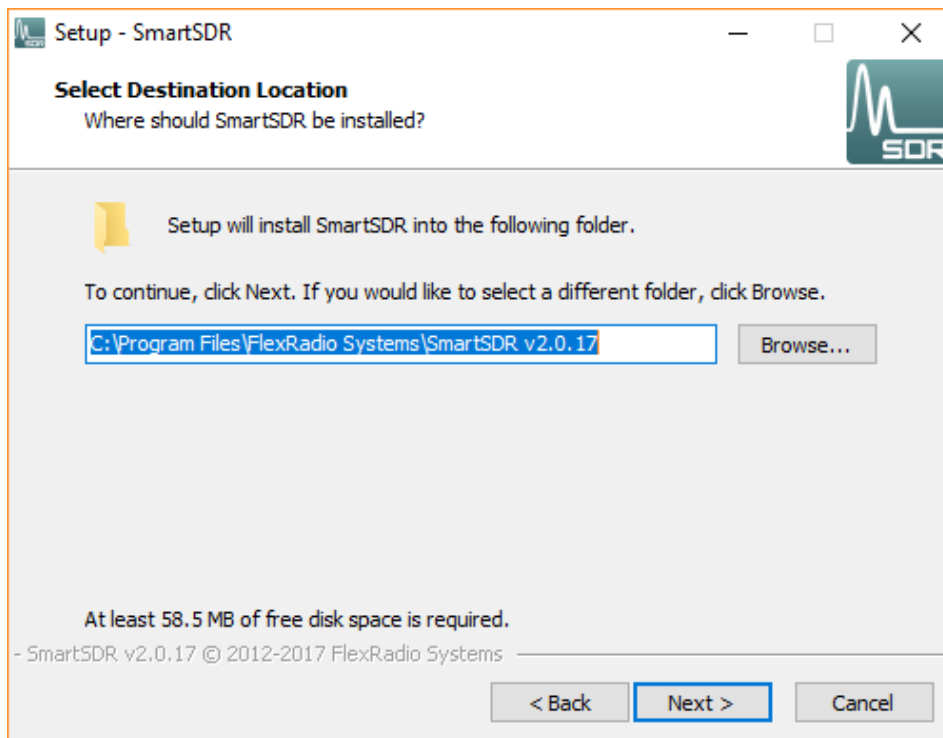 Setup - SmartSDR
Select Destination Location
Where should SmartSDR be installed?
SDR
Setup will install SmartSDR into the following folder.
To continue, click Next. If you would like to select a different folder, click Browse.
C:\Program Files\FlexRadio Systems\SmartSDR v2.0.17
Browse...
At least 58.5 MB of free disk space is required.
- SmartSDR v2.0.17 © 2012-2017 FlexRadio Systems
< Back Next > Cancel